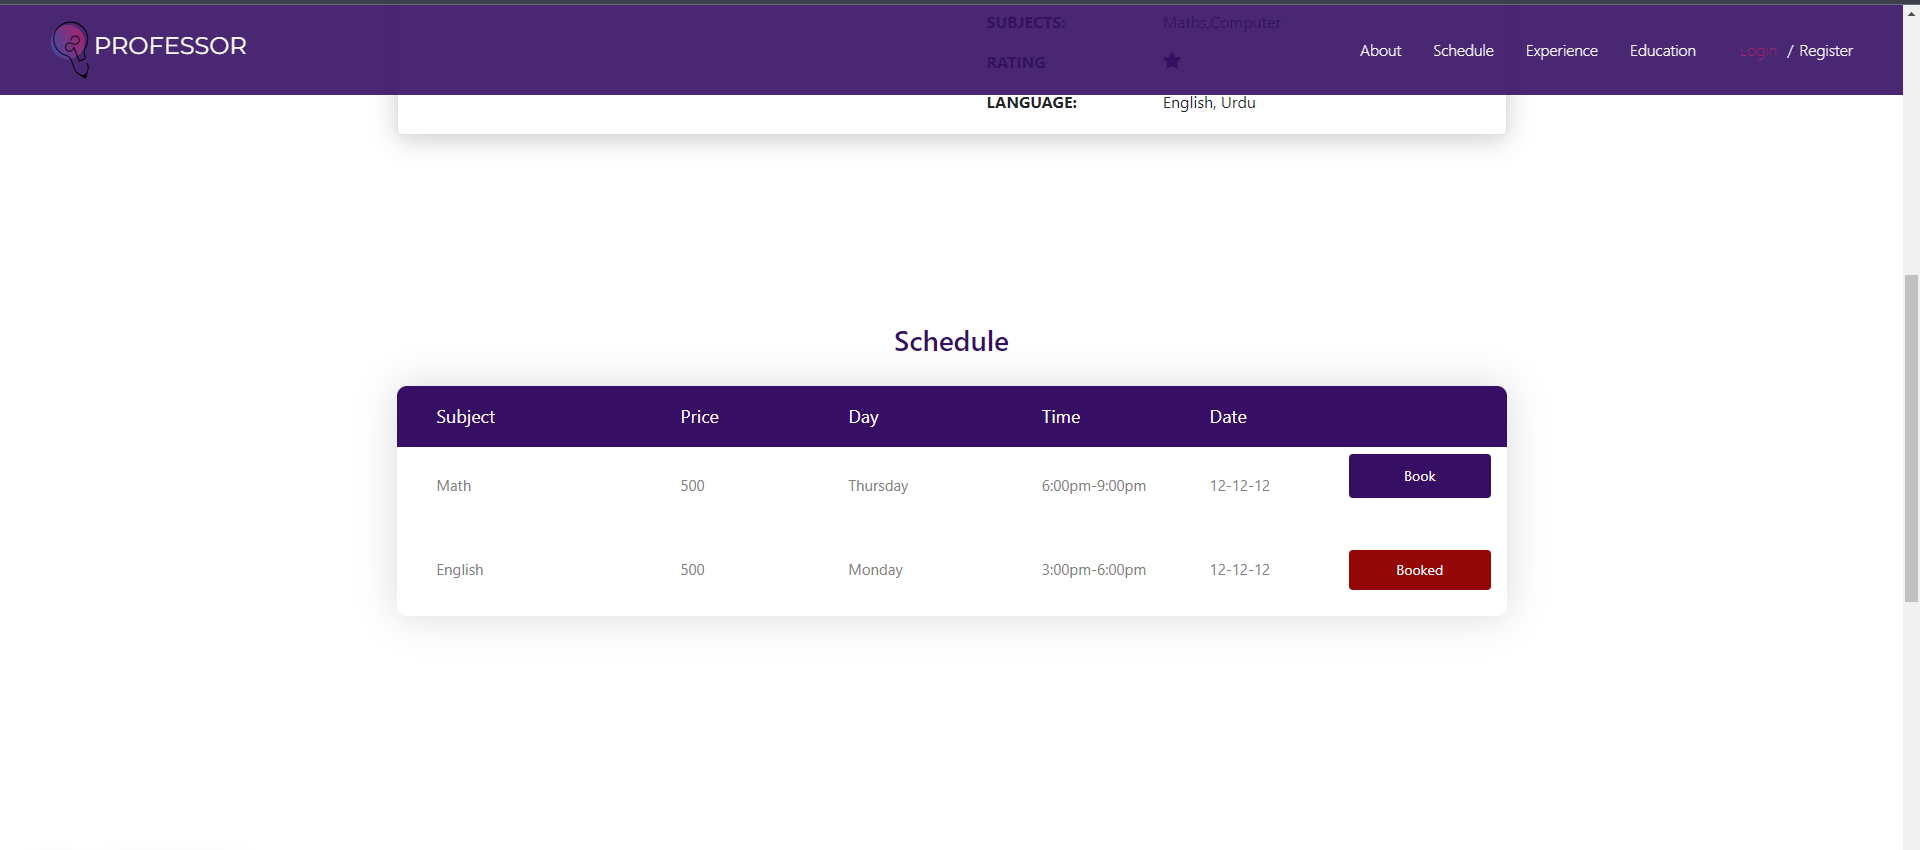 PROFESSOR
About Schedule Experience Education Login / Register
SUBJECTS: Maths,Computer
RATING
LANGUAGE: English, Urdu
Schedule
Subject Price Day Time Date
Math 500 Thursday 6:00pm-9:00pm 12-12-12 Book
English 500 Monday 3:00pm-6:00pm 12-12-12 Booked